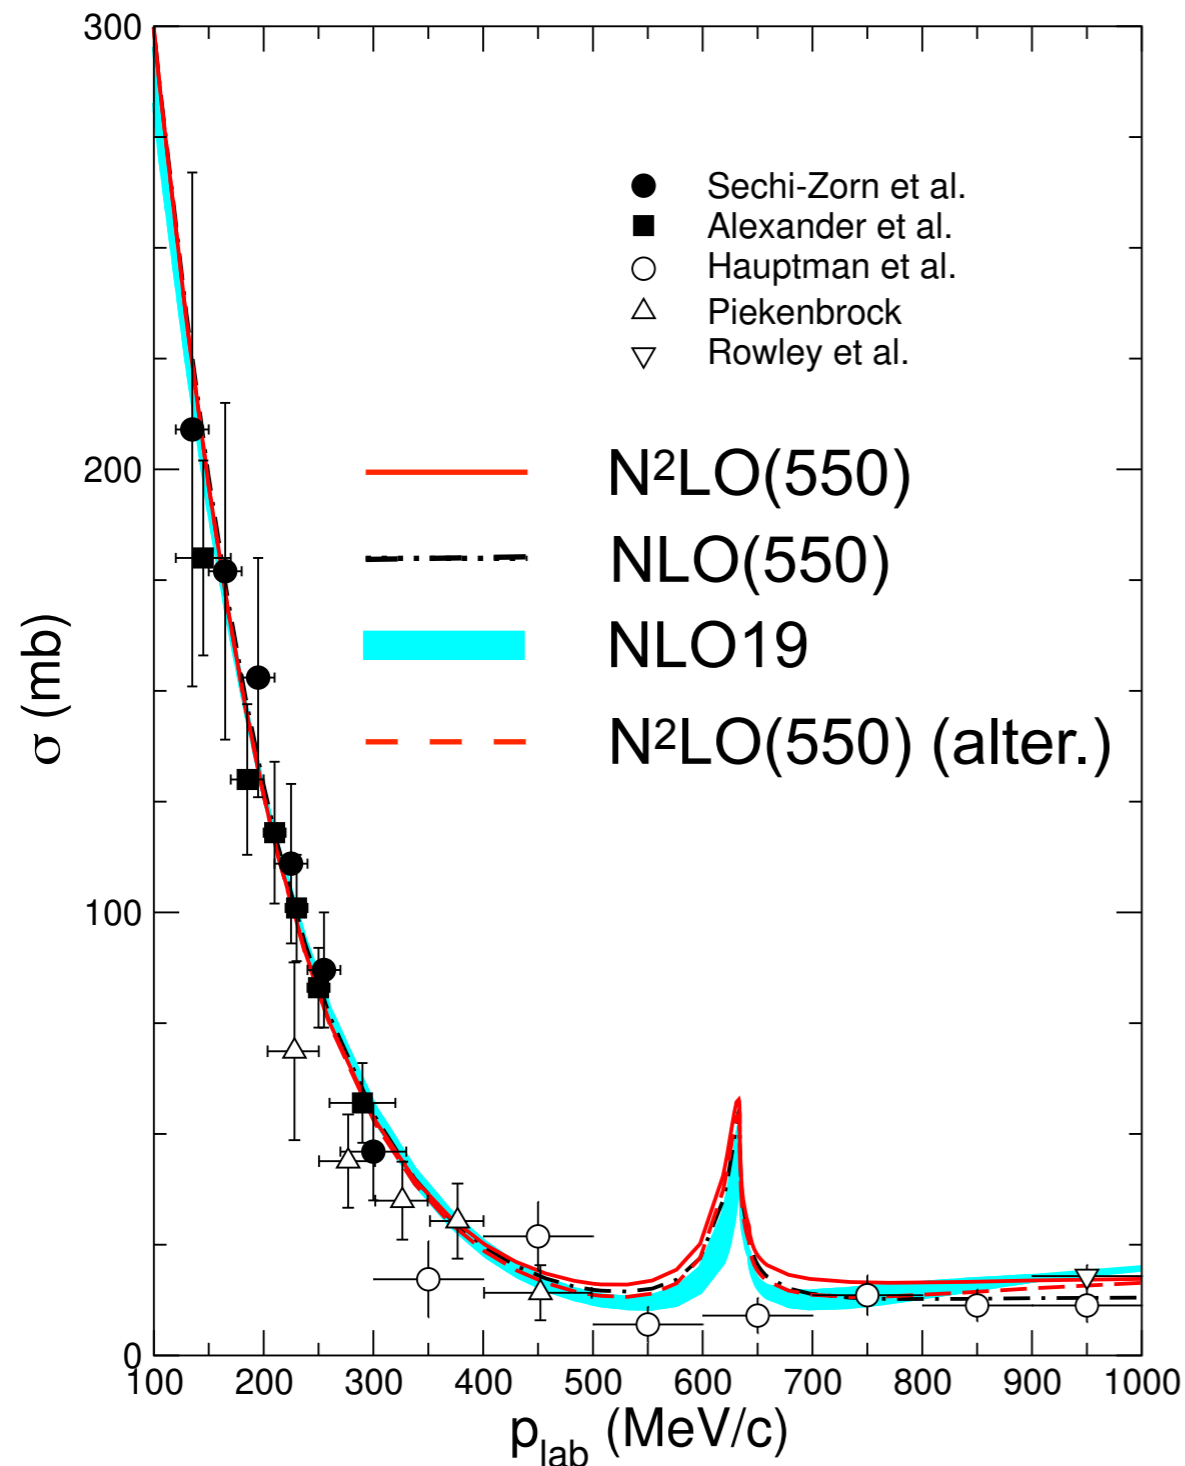 300
200
100
0
σ (mb)
Sechi-Zorn et al.
Alexander et al.
Hauptman et al.
Piekenbrock
Rowley et al.
N²LO(550)
NLO(550)
NLO19
N²LO(550) (alter.)
100 200 300 400 500 600 700 800 900 1000
p_lab (MeV/c)